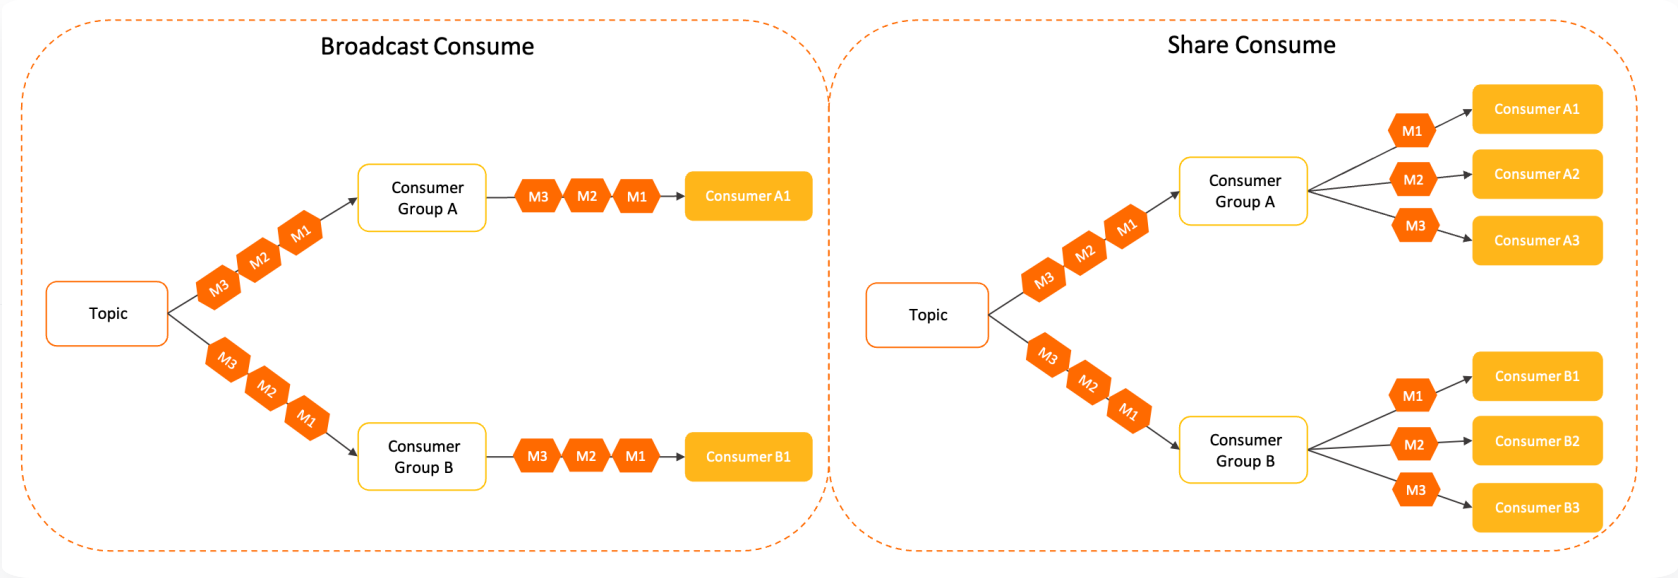 Broadcast Consume
Topic
M3
M2
M1
Consumer
Group A
M3
M2
M1
Consumer A1
M3
M2
M1
Consumer
Group B
M3
M2
M1
Consumer B1
Share Consume
Topic
M3
M2
M1
Consumer
Group A
M1
Consumer A1
M2
Consumer A2
M3
Consumer A3
M3
M2
M1
Consumer
Group B
M1
Consumer B1
M2
Consumer B2
M3
Consumer B3